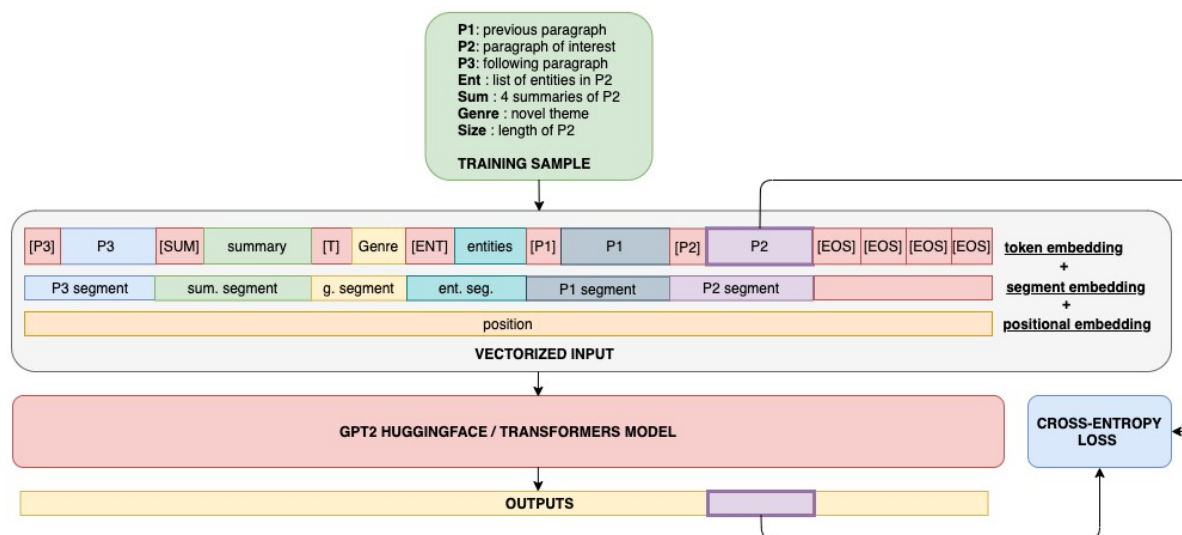 P1: previous paragraph
P2: paragraph of interest
P3: following paragraph
Ent : list of entities in P2
Sum : 4 summaries of P2
Genre : novel theme
Size : length of P2
TRAINING SAMPLE
[P3] P3 [SUM] summary [T] Genre [ENT] entities [P1] P1 [P2] P2 [EOS] [EOS] [EOS] [EOS] token embedding
+
P3 segment sum. segment g. segment ent. seg. P1 segment P2 segment segment embedding
+
position positional embedding
VECTORIZED INPUT
GPT2 HUGGINGFACE / TRANSFORMERS MODEL
CROSS-ENTROPY
LOSS
OUTPUTS